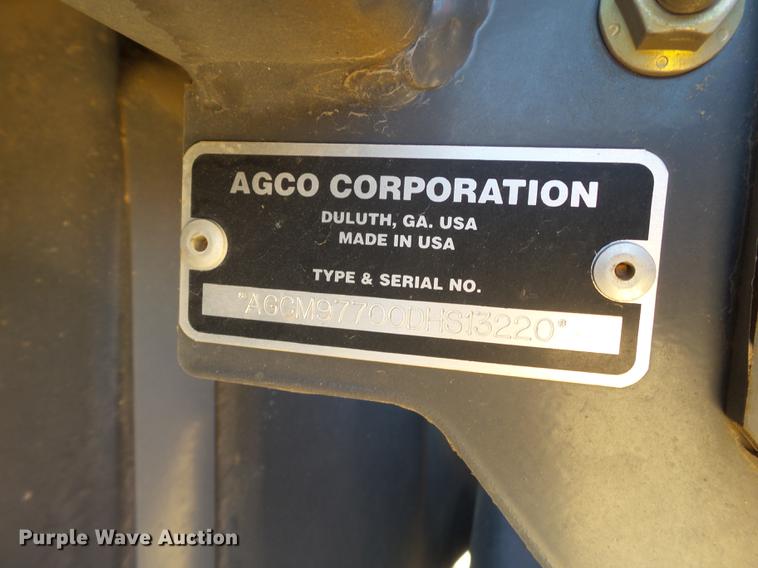 AGCO CORPORATION
DULUTH, GA. USA
MADE IN USA
TYPE & SERIAL NO.
*AGCM97700DHS13220*
Purple Wave Auction®